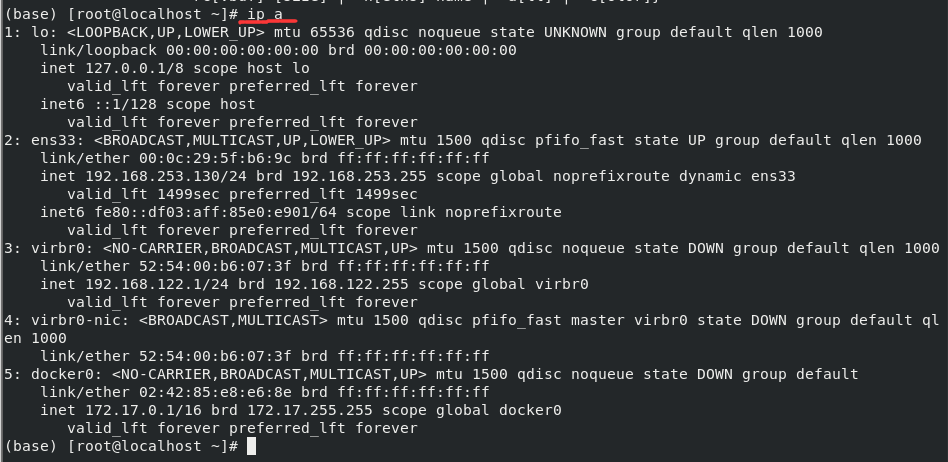 (base) [root@localhost ~]# ip a
1: lo: <LOOPBACK,UP,LOWER_UP> mtu 65536 qdisc noqueue state UNKNOWN group default qlen 1000
    link/loopback 00:00:00:00:00:00 brd 00:00:00:00:00:00
    inet 127.0.0.1/8 scope host lo
       valid_lft forever preferred_lft forever
    inet6 ::1/128 scope host
       valid_lft forever preferred_lft forever
2: ens33: <BROADCAST,MULTICAST,UP,LOWER_UP> mtu 1500 qdisc pfifo_fast state UP group default qlen 1000
    link/ether 00:0c:29:5f:b6:9c brd ff:ff:ff:ff:ff:ff
    inet 192.168.253.130/24 brd 192.168.253.255 scope global noprefixroute dynamic ens33
       valid_lft 1499sec preferred_lft 1499sec
    inet6 fe80::df03:aff:85e0:e901/64 scope link noprefixroute
       valid_lft forever preferred_lft forever
3: virbr0: <NO-CARRIER,BROADCAST,MULTICAST,UP> mtu 1500 qdisc noqueue state DOWN group default qlen 1000
    link/ether 52:54:00:b6:07:3f brd ff:ff:ff:ff:ff:ff
    inet 192.168.122.1/24 brd 192.168.122.255 scope global virbr0
       valid_lft forever preferred_lft forever
4: virbr0-nic: <BROADCAST,MULTICAST> mtu 1500 qdisc pfifo_fast master virbr0 state DOWN group default ql
en 1000
    link/ether 52:54:00:b6:07:3f brd ff:ff:ff:ff:ff:ff
5: docker0: <NO-CARRIER,BROADCAST,MULTICAST,UP> mtu 1500 qdisc noqueue state DOWN group default
    link/ether 02:42:85:e8:e6:8e brd ff:ff:ff:ff:ff:ff
    inet 172.17.0.1/16 brd 172.17.255.255 scope global docker0
       valid_lft forever preferred_lft forever
(base) [root@localhost ~]#